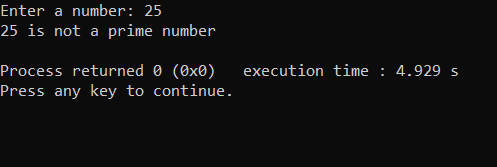 Enter a number: 25
25 is not a prime number
Process returned 0 (0x0)   execution time : 4.929 s
Press any key to continue.